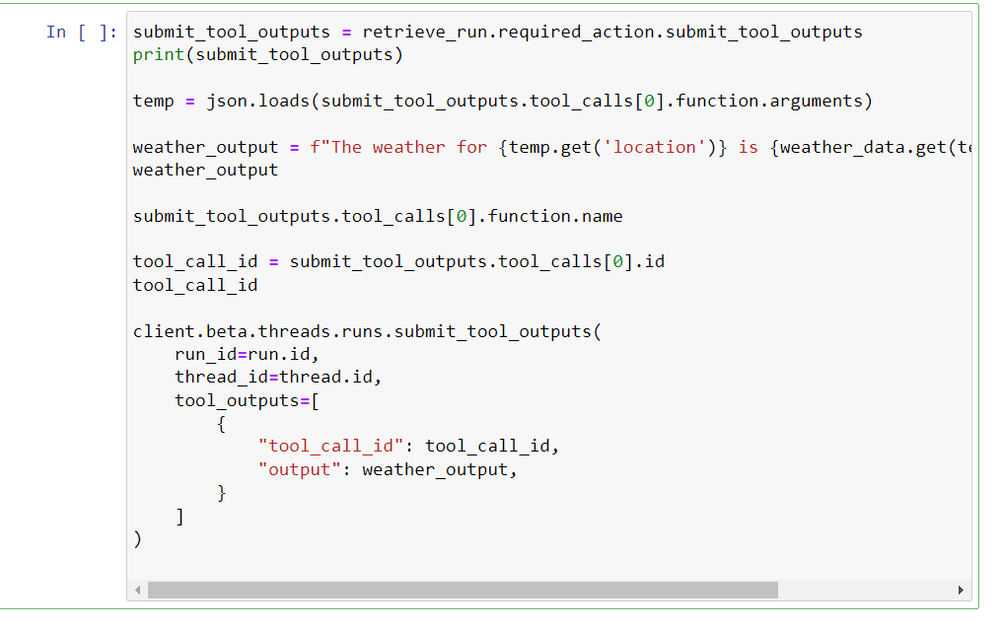 In [ ]: submit_tool_outputs = retrieve_run.required_action.submit_tool_outputs
print(submit_tool_outputs)
temp = json.loads(submit_tool_outputs.tool_calls[0].function.arguments)
weather_output = f"The weather for {temp.get('location')} is {weather_data.get(te
weather_output
submit_tool_outputs.tool_calls[0].function.name
tool_call_id = submit_tool_outputs.tool_calls[0].id
tool_call_id
client.beta.threads.runs.submit_tool_outputs(
    run_id=run.id,
    thread_id=thread.id,
    tool_outputs=[
        {
            "tool_call_id": tool_call_id,
            "output": weather_output,
        }
    ]
)